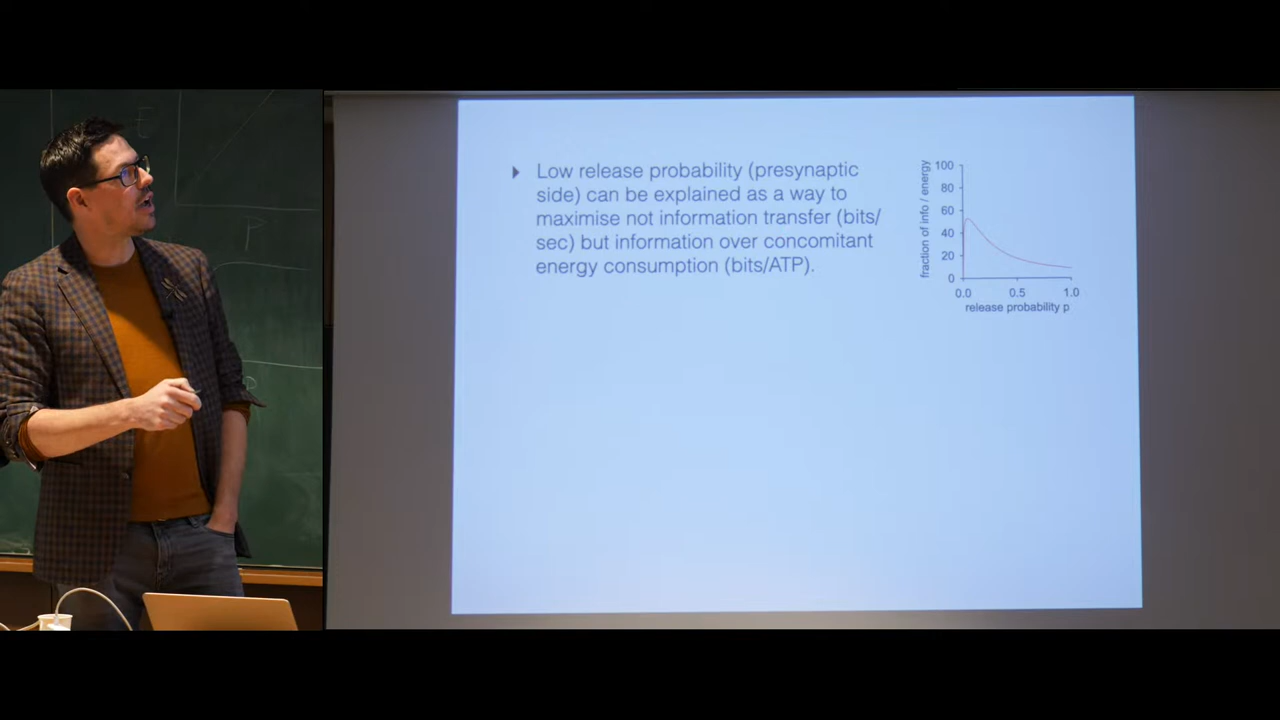 E
P
Low release probability (presynaptic
side) can be explained as a way to
maximise not information transfer (bits/
sec) but information over concomitant
energy consumption (bits/ATP).
fraction of info / energy
100
80
60
40
20
0
0.0 0.5 1.0
release probability p